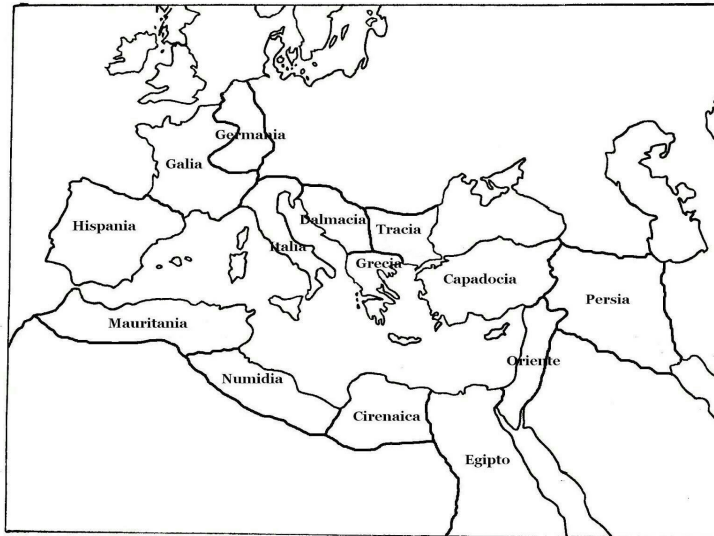 Germania
Galia
Hispania
Dalmacia
Tracia
Italia
Grecia
Capadocia
Persia
Mauritania
Oriente
Numidia
Cirenaica
Egipto